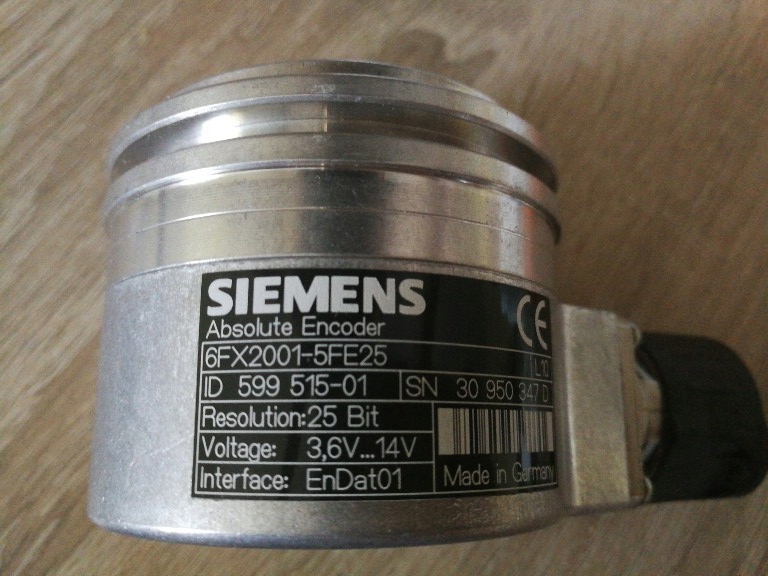 SIEMENS CE
Absolute Encoder
6FX2001-5FE25 L10
ID 599 515-01 SN 30 950 347 D
Resolution: 25 Bit
Voltage: 3,6V...14V
Interface: EnDat01 Made in Germany